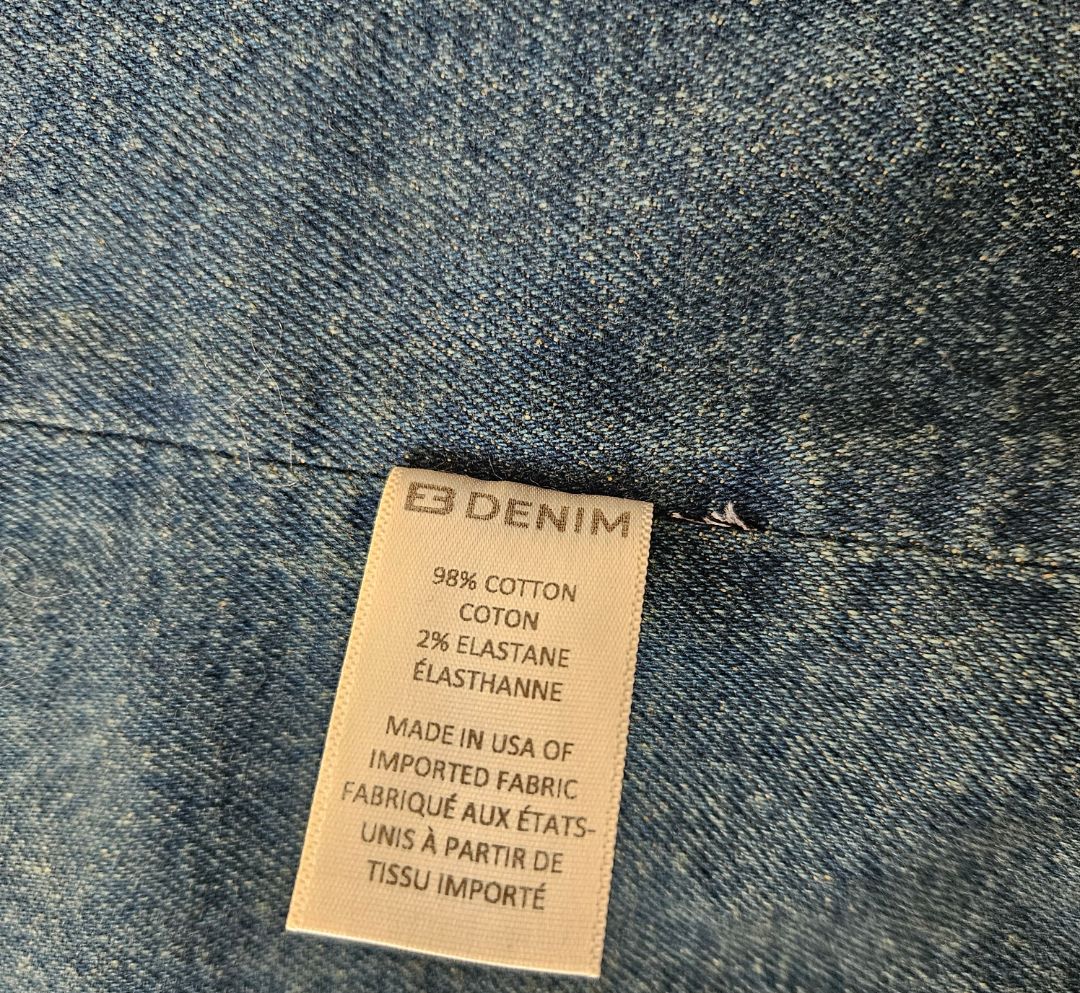 EB DENIM
98% COTTON
COTON
2% ELASTANE
ÉLASTHANNE
MADE IN USA OF
IMPORTED FABRIC
FABRIQUÉ AUX ÉTATS-
UNIS À PARTIR DE
TISSU IMPORTÉ